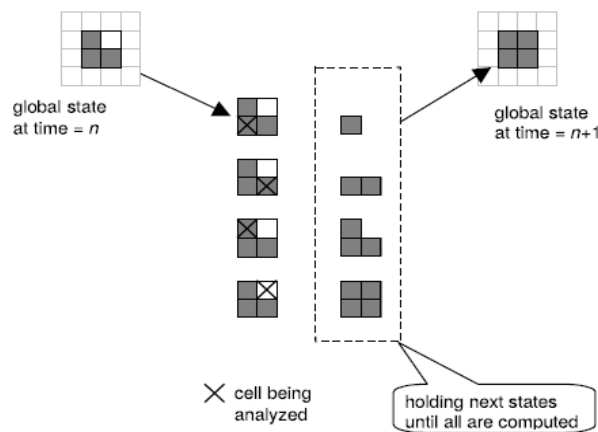 global state
at time = n
global state
at time = n+1
cell being
analyzed
holding next states
until all are computed